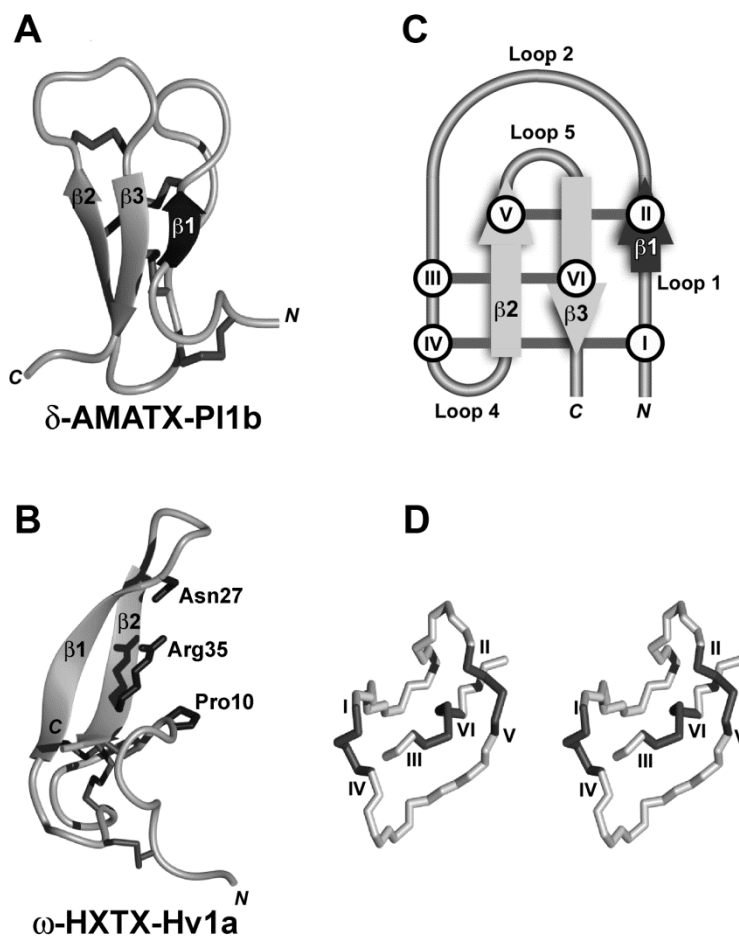 A
β2
β3
β1
N
C
δ-AMATX-Pl1b
C
Loop 2
Loop 5
V
II
β1
Loop 1
III
VI
β2
β3
IV
I
Loop 4
C
N
B
Asn27
β2
β1
Arg35
Pro10
C
N
ω-HXTX-Hv1a
D
II
I
VI
V
III
IV
II
I
VI
V
III
IV